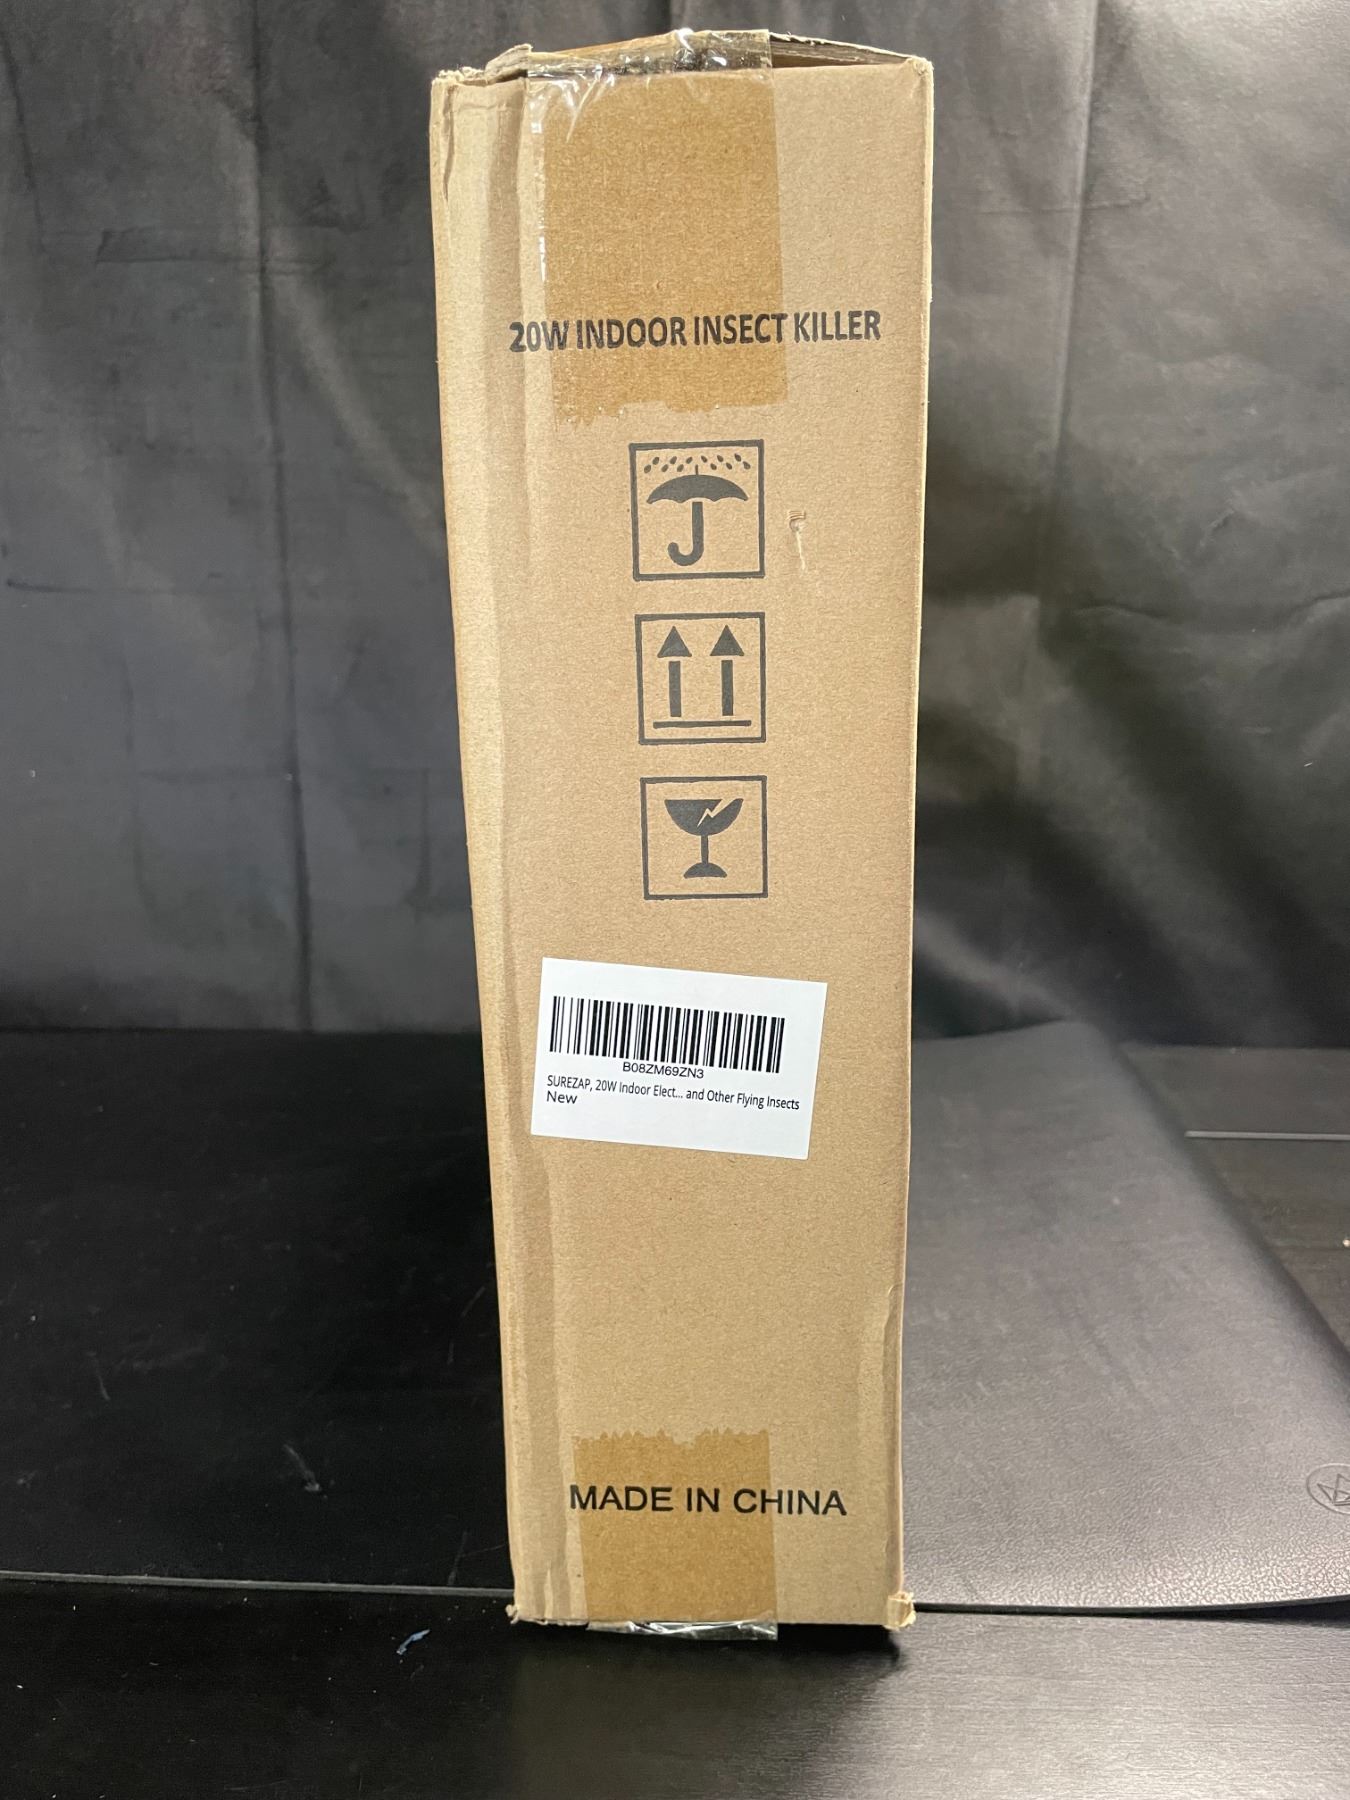 20W INDOOR INSECT KILLER
B08ZM69ZN3
SUREZAP, 20W Indoor Elect... and Other Flying Insects
New
MADE IN CHINA